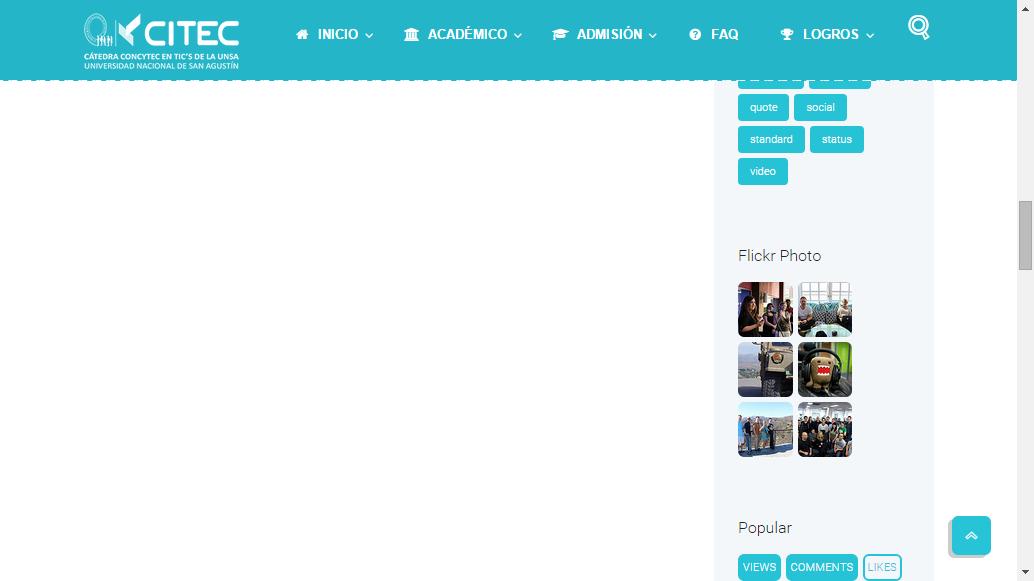 CITEC
CÁTEDRA CONCYTEC EN TIC'S DE LA UNSA
UNIVERSIDAD NACIONAL DE SAN AGUSTÍN
INICIO ACADÉMICO ADMISIÓN FAQ LOGROS
quote social
standard status
video
Flickr Photo
Popular
VIEWS COMMENTS LIKES